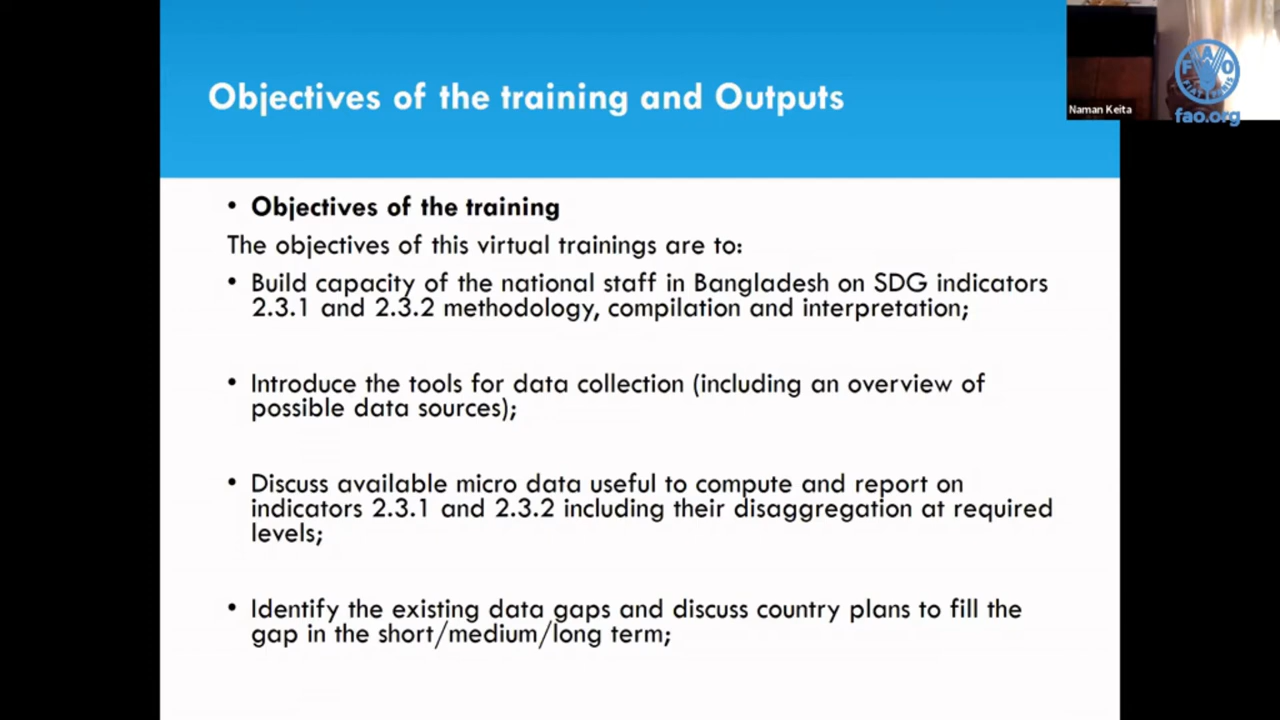 Objectives of the training and Outputs
Naman Keita
FAO
fao.org
• Objectives of the training
The objectives of this virtual trainings are to:
• Build capacity of the national staff in Bangladesh on SDG indicators
2.3.1 and 2.3.2 methodology, compilation and interpretation;
• Introduce the tools for data collection (including an overview of
possible data sources);
• Discuss available micro data useful to compute and report on
indicators 2.3.1 and 2.3.2 including their disaggregation at required
levels;
• Identify the existing data gaps and discuss country plans to fill the
gap in the short/medium/long term;